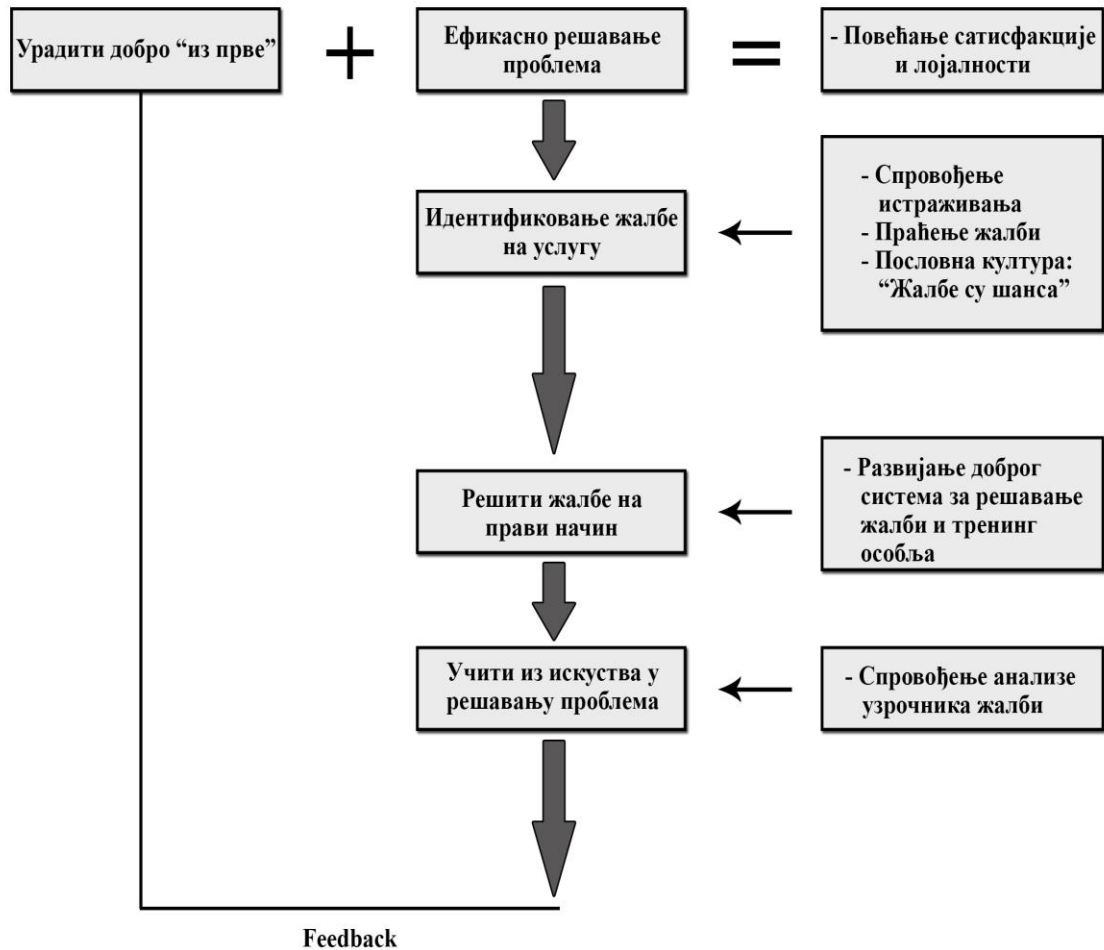 Урадити добро “из прве”
+
Ефикасно решавање
проблема
=
- Повећање сатисфакције
и лојалности
Идентификовање жалбе
на услугу
- Спровођење
истраживања
- Праћење жалби
- Пословна култура:
“Жалбе су шанса”
Решити жалбе на
прави начин
- Развијање доброг
система за решавање
жалби и тренинг
особља
Учити из искуства у
решавању проблема
- Спровођење анализе
узрочника жалби
Feedback